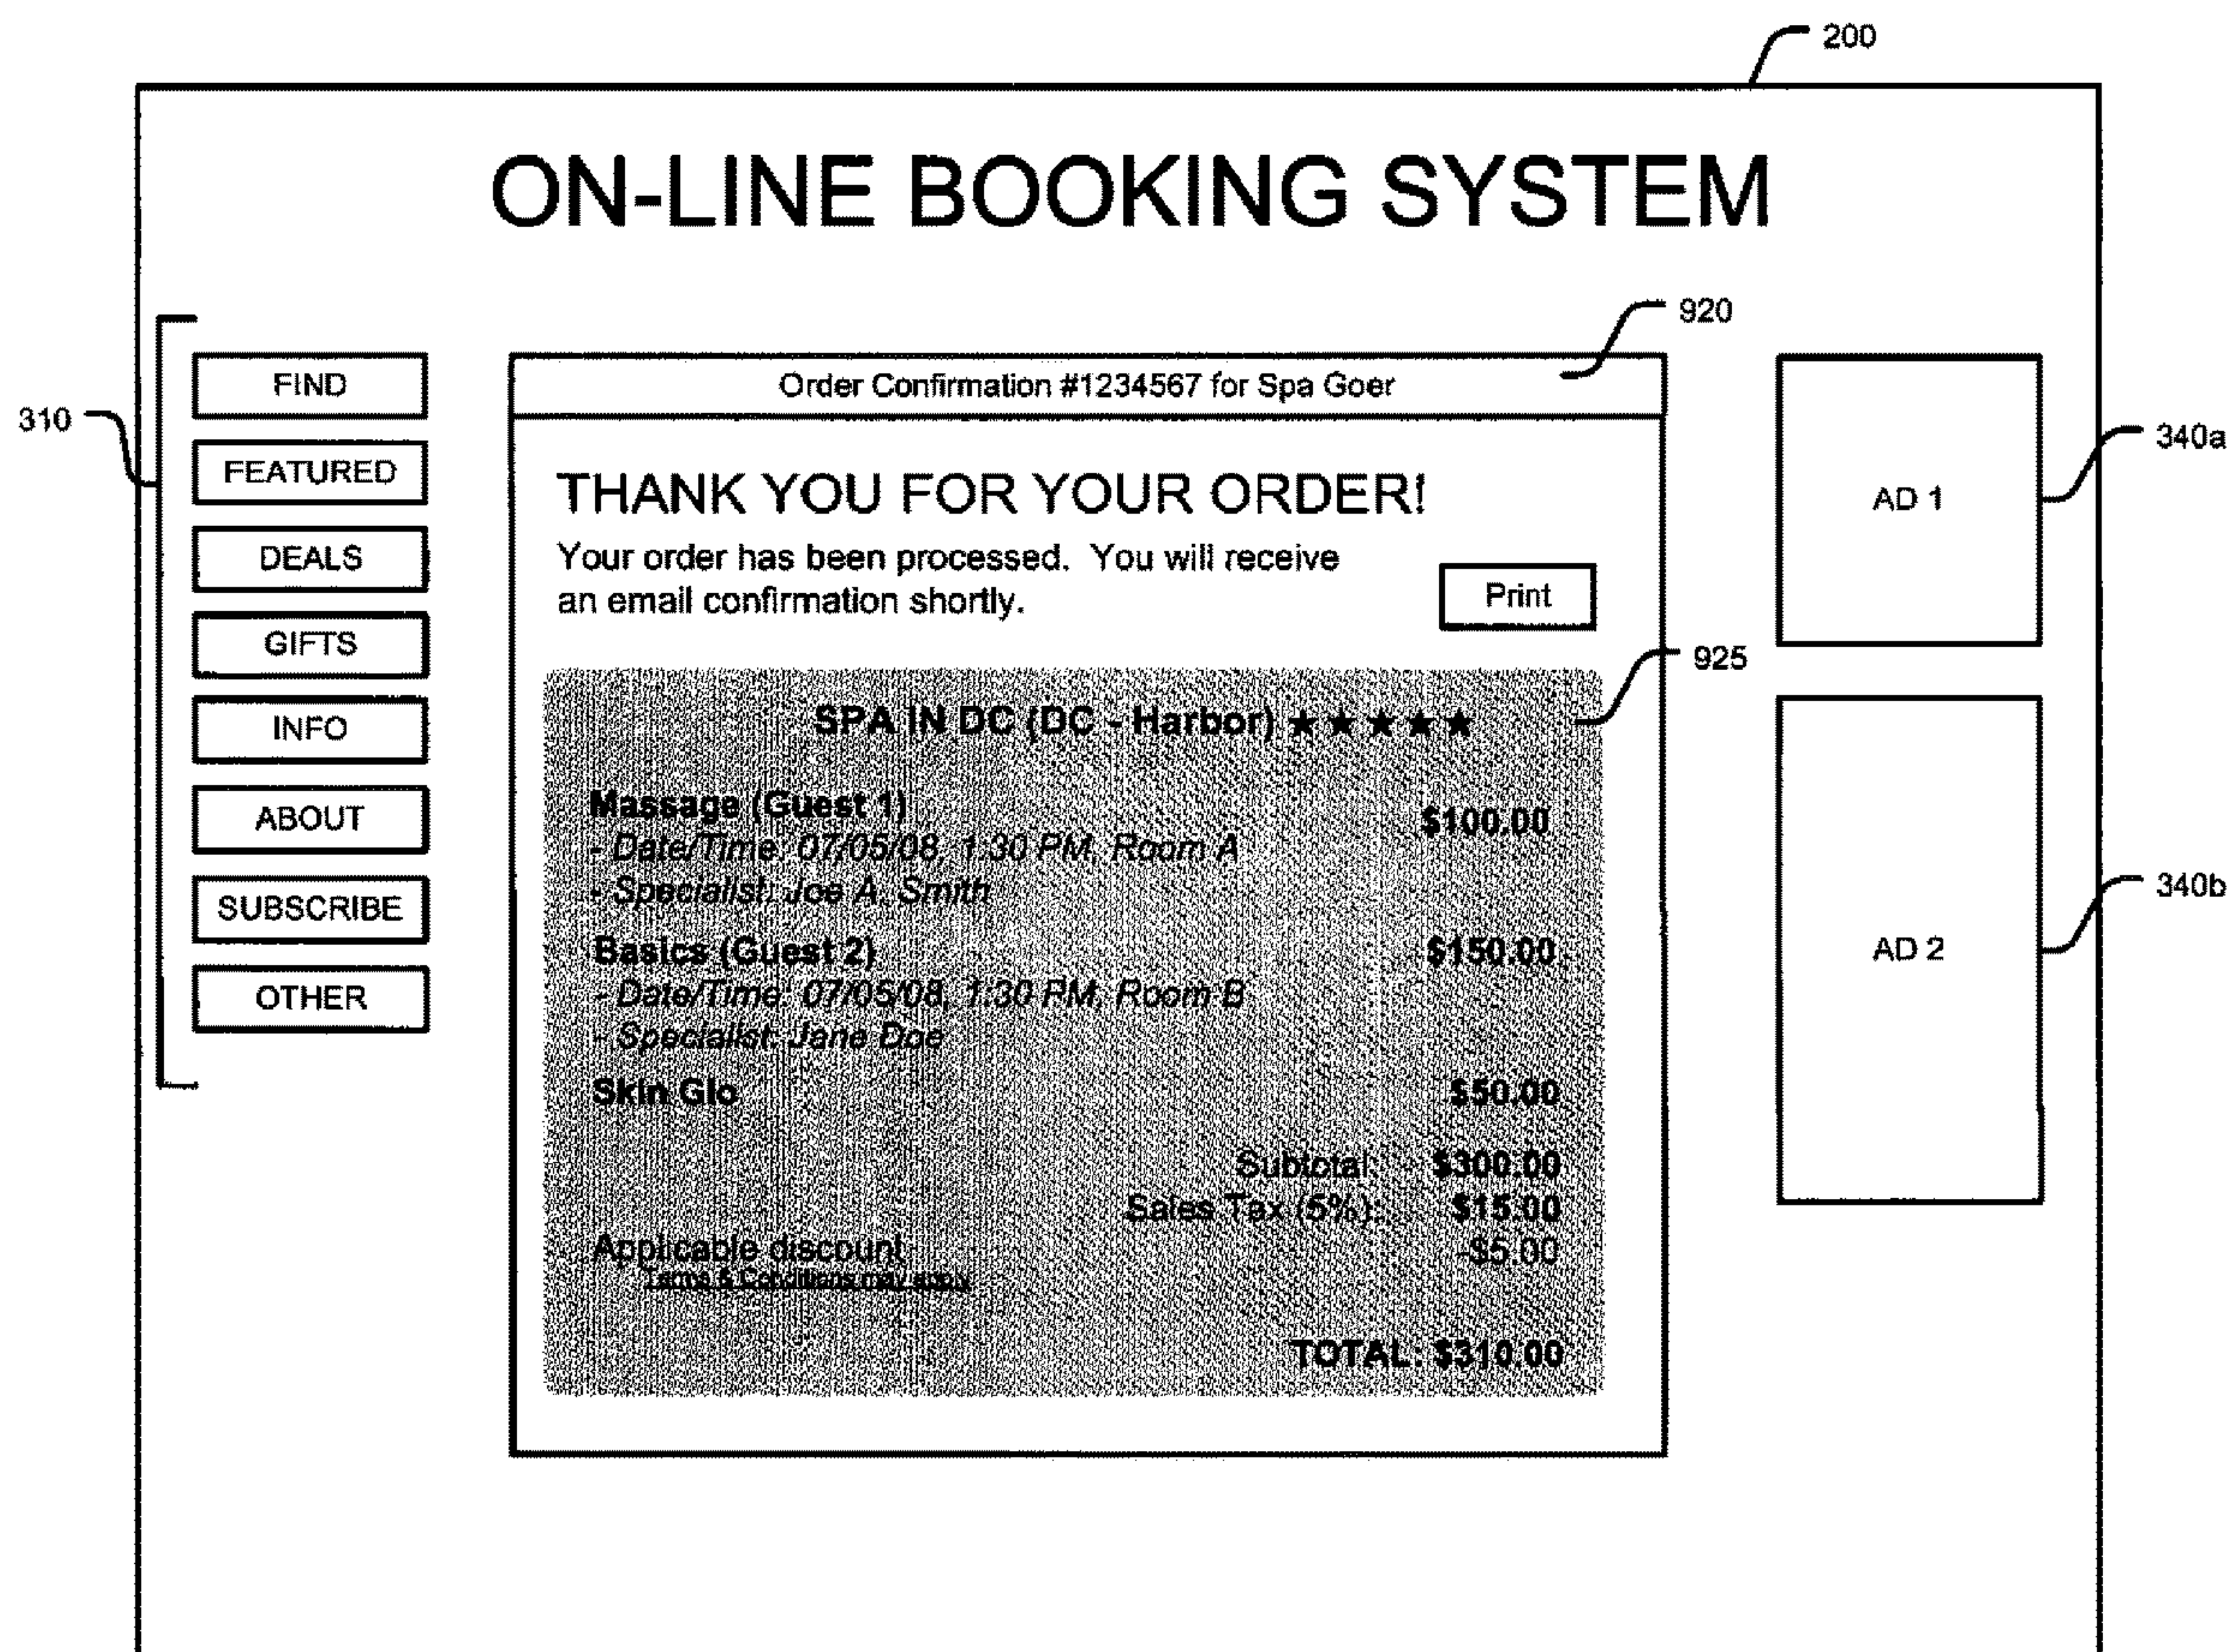 200
ON-LINE BOOKING SYSTEM
920
310
FIND
FEATURED
DEALS
GIFTS
INFO
ABOUT
SUBSCRIBE
OTHER
Order Confirmation #1234567 for Spa Goer
THANK YOU FOR YOUR ORDER!
Your order has been processed. You will receive
an email confirmation shortly.
Print
925
SPA IN DC (DC - Harbor) ★ ★ ★ ★ ★
Massage (Guest 1) $100.00
- Date/Time: 07/05/08, 1:30 PM, Room A
- Specialist: Joe A. Smith
Basics (Guest 2) $150.00
- Date/Time: 07/05/08, 1:30 PM, Room B
- Specialist: Jane Doe
Skin Glo $50.00
Subtotal: $300.00
Sales Tax (5%): $15.00
Applicable discount -$5.00
Terms & Conditions may apply
TOTAL: $310.00
AD 1
340a
AD 2
340b